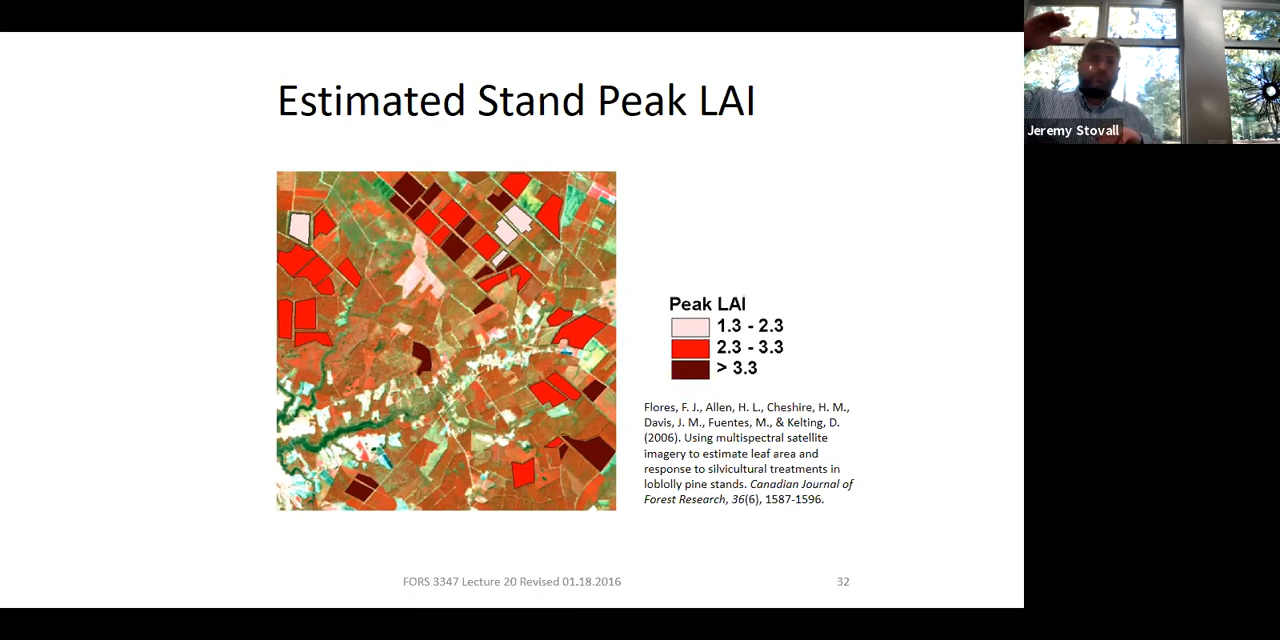 Estimated Stand Peak LAI
Jeremy Stovall
Peak LAI
1.3 - 2.3
2.3 - 3.3
> 3.3
Flores, F. J., Allen, H. L., Cheshire, H. M.,
Davis, J. M., Fuentes, M., & Kelting, D.
(2006). Using multispectral satellite
imagery to estimate leaf area and
response to silvicultural treatments in
loblolly pine stands. Canadian Journal of
Forest Research, 36(6), 1587-1596.
FORS 3347 Lecture 20 Revised 01.18.2016
32